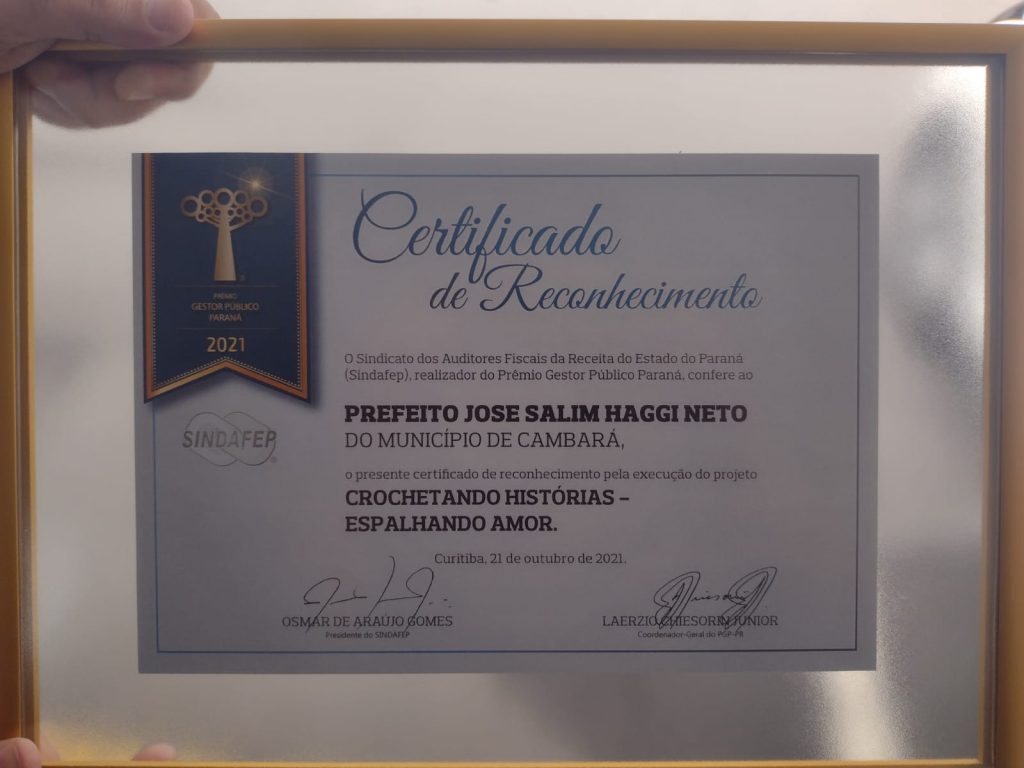 PRÊMIO
GESTOR PÚBLICO
PARANÁ
2021
SINDAFEP
Certificado
de Reconhecimento
O Sindicato dos Auditores Fiscais da Receita do Estado do Paraná
(Sindafep), realizador do Prêmio Gestor Público Paraná, confere ao
PREFEITO JOSE SALIM HAGGI NETO
DO MUNICÍPIO DE CAMBARÁ,
o presente certificado de reconhecimento pela execução do projeto
CROCHETANDO HISTÓRIAS –
ESPALHANDO AMOR.
Curitiba, 21 de outubro de 2021.
OSMAR DE ARAÚJO GOMES
Presidente do SINDAFEP
LAERZIO CHIESORIN JUNIOR
Coordenador-Geral do PGP-PR